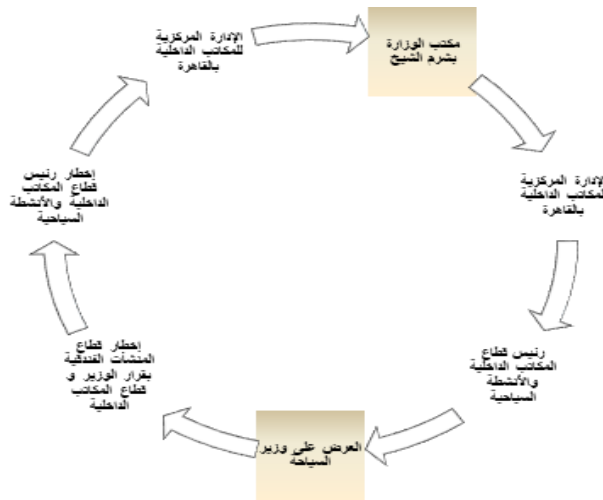 مكتب الوزارة
بشرم الشيخ
لإدارة المركزية
لمكاتب الداخلية
بالقاهرة
رئيس قطاع
المكاتب الداخلية
والأنشطة
السياحية
العرض على وزير
السياحة
إخطار قطاع
المنشآت الفندقية
بقرار الوزير و
قطاع المكاتب
الداخلية
إخطار رئيس
قطاع المكاتب
الداخلية والأنشطة
السياحية
الإدارة المركزية
للمكاتب الداخلية
بالقاهرة